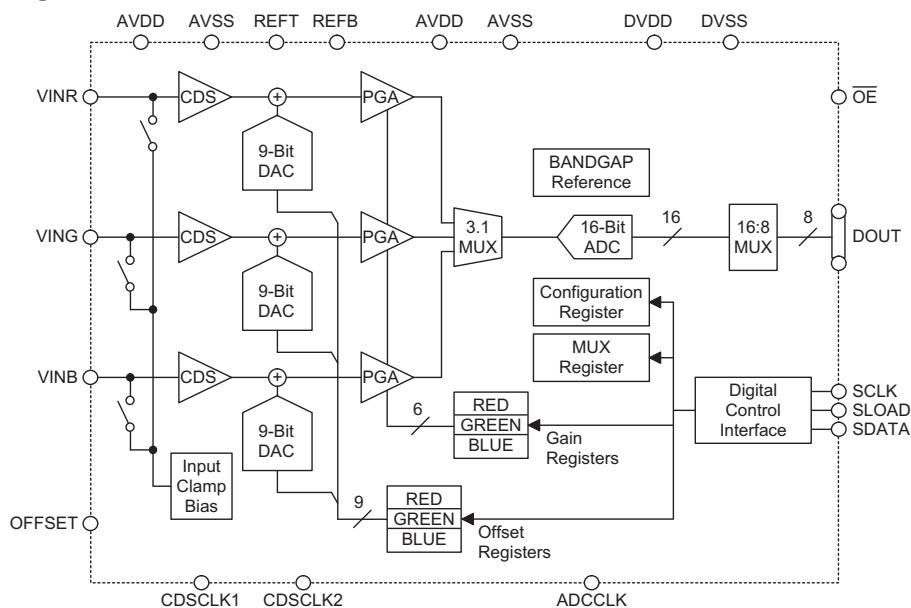 AVDD AVSS REFT REFB AVDD AVSS DVDD DVSS
VINR
CDS
+
PGA
OE
9-Bit
DAC
BANDGAP
Reference
VING
CDS
+
PGA
3.1
MUX
16-Bit
ADC
16
16:8
MUX
8
DOUT
9-Bit
DAC
Configuration
Register
MUX
Register
VINB
CDS
+
PGA
9-Bit
DAC
6
RED
GREEN
BLUE
Gain
Registers
Digital
Control
Interface
SCLK
SLOAD
SDATA
Input
Clamp
Bias
9
RED
GREEN
BLUE
Offset
Registers
OFFSET
CDSCLK1 CDSCLK2 ADCCLK